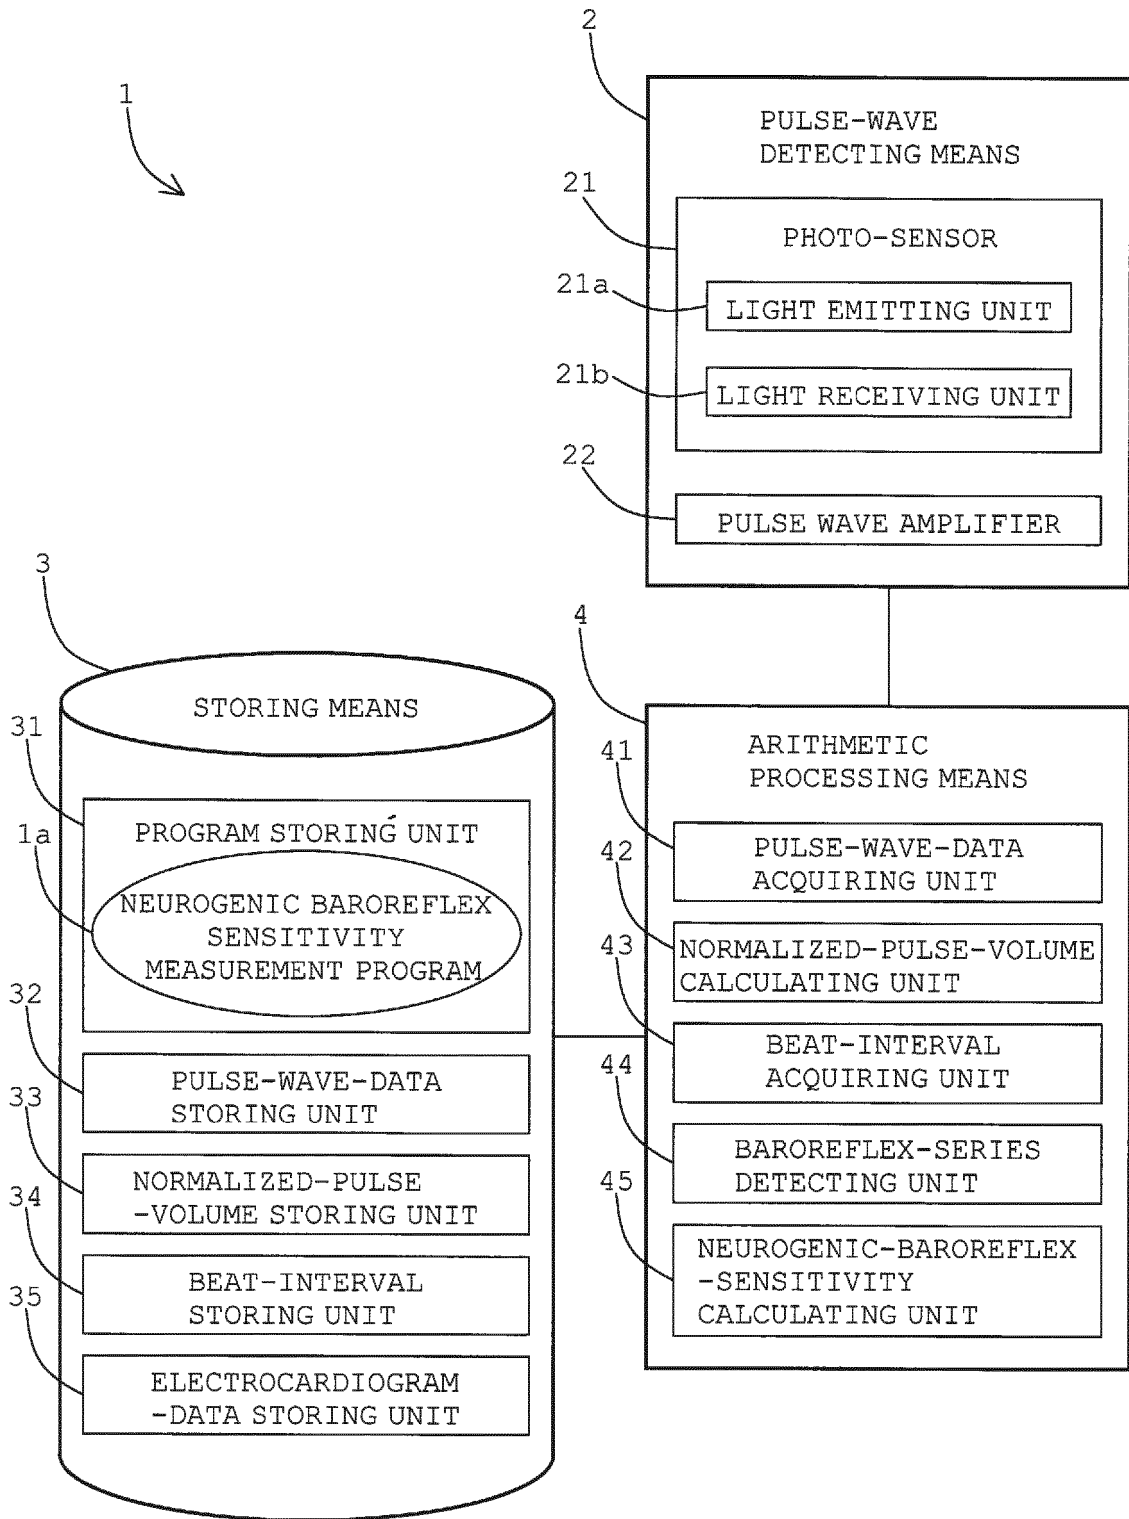 1
2
PULSE-WAVE
DETECTING MEANS
21
PHOTO-SENSOR
21a
LIGHT EMITTING UNIT
21b
LIGHT RECEIVING UNIT
22
PULSE WAVE AMPLIFIER
3
STORING MEANS
31
PROGRAM STORING UNIT
1a
NEUROGENIC BAROREFLEX
SENSITIVITY
MEASUREMENT PROGRAM
32
PULSE-WAVE-DATA
STORING UNIT
33
NORMALIZED-PULSE
-VOLUME STORING UNIT
34
BEAT-INTERVAL
STORING UNIT
35
ELECTROCARDIOGRAM
-DATA STORING UNIT
4
ARITHMETIC
PROCESSING MEANS
41
PULSE-WAVE-DATA
ACQUIRING UNIT
42
NORMALIZED-PULSE-VOLUME
CALCULATING UNIT
43
BEAT-INTERVAL
ACQUIRING UNIT
44
BAROREFLEX-SERIES
DETECTING UNIT
45
NEUROGENIC-BAROREFLEX
-SENSITIVITY
CALCULATING UNIT